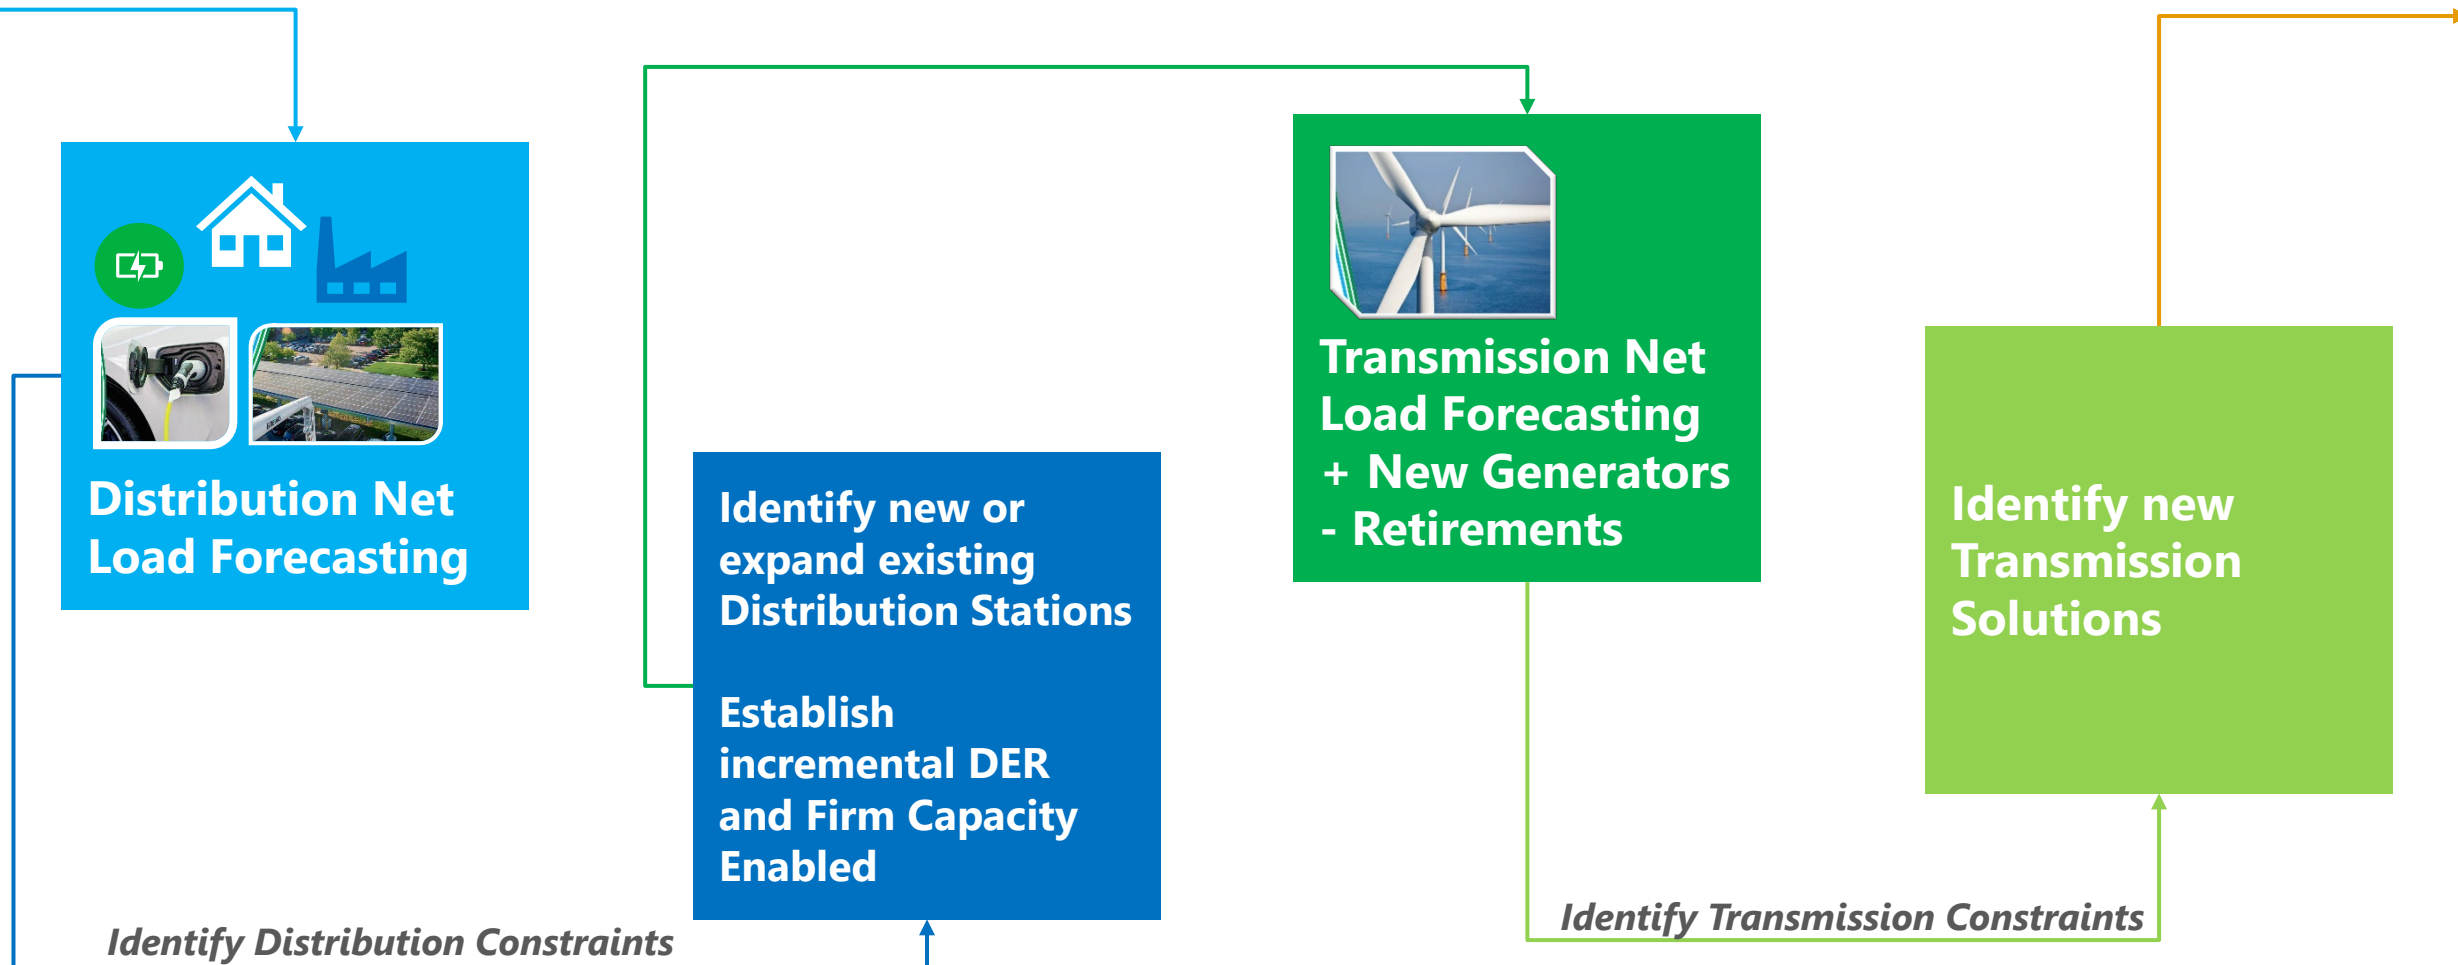 Distribution Net
Load Forecasting
Identify Distribution Constraints
Identify new or
expand existing
Distribution Stations
Establish
incremental DER
and Firm Capacity
Enabled
Transmission Net
Load Forecasting
+ New Generators
- Retirements
Identify Transmission Constraints
Identify new
Transmission
Solutions